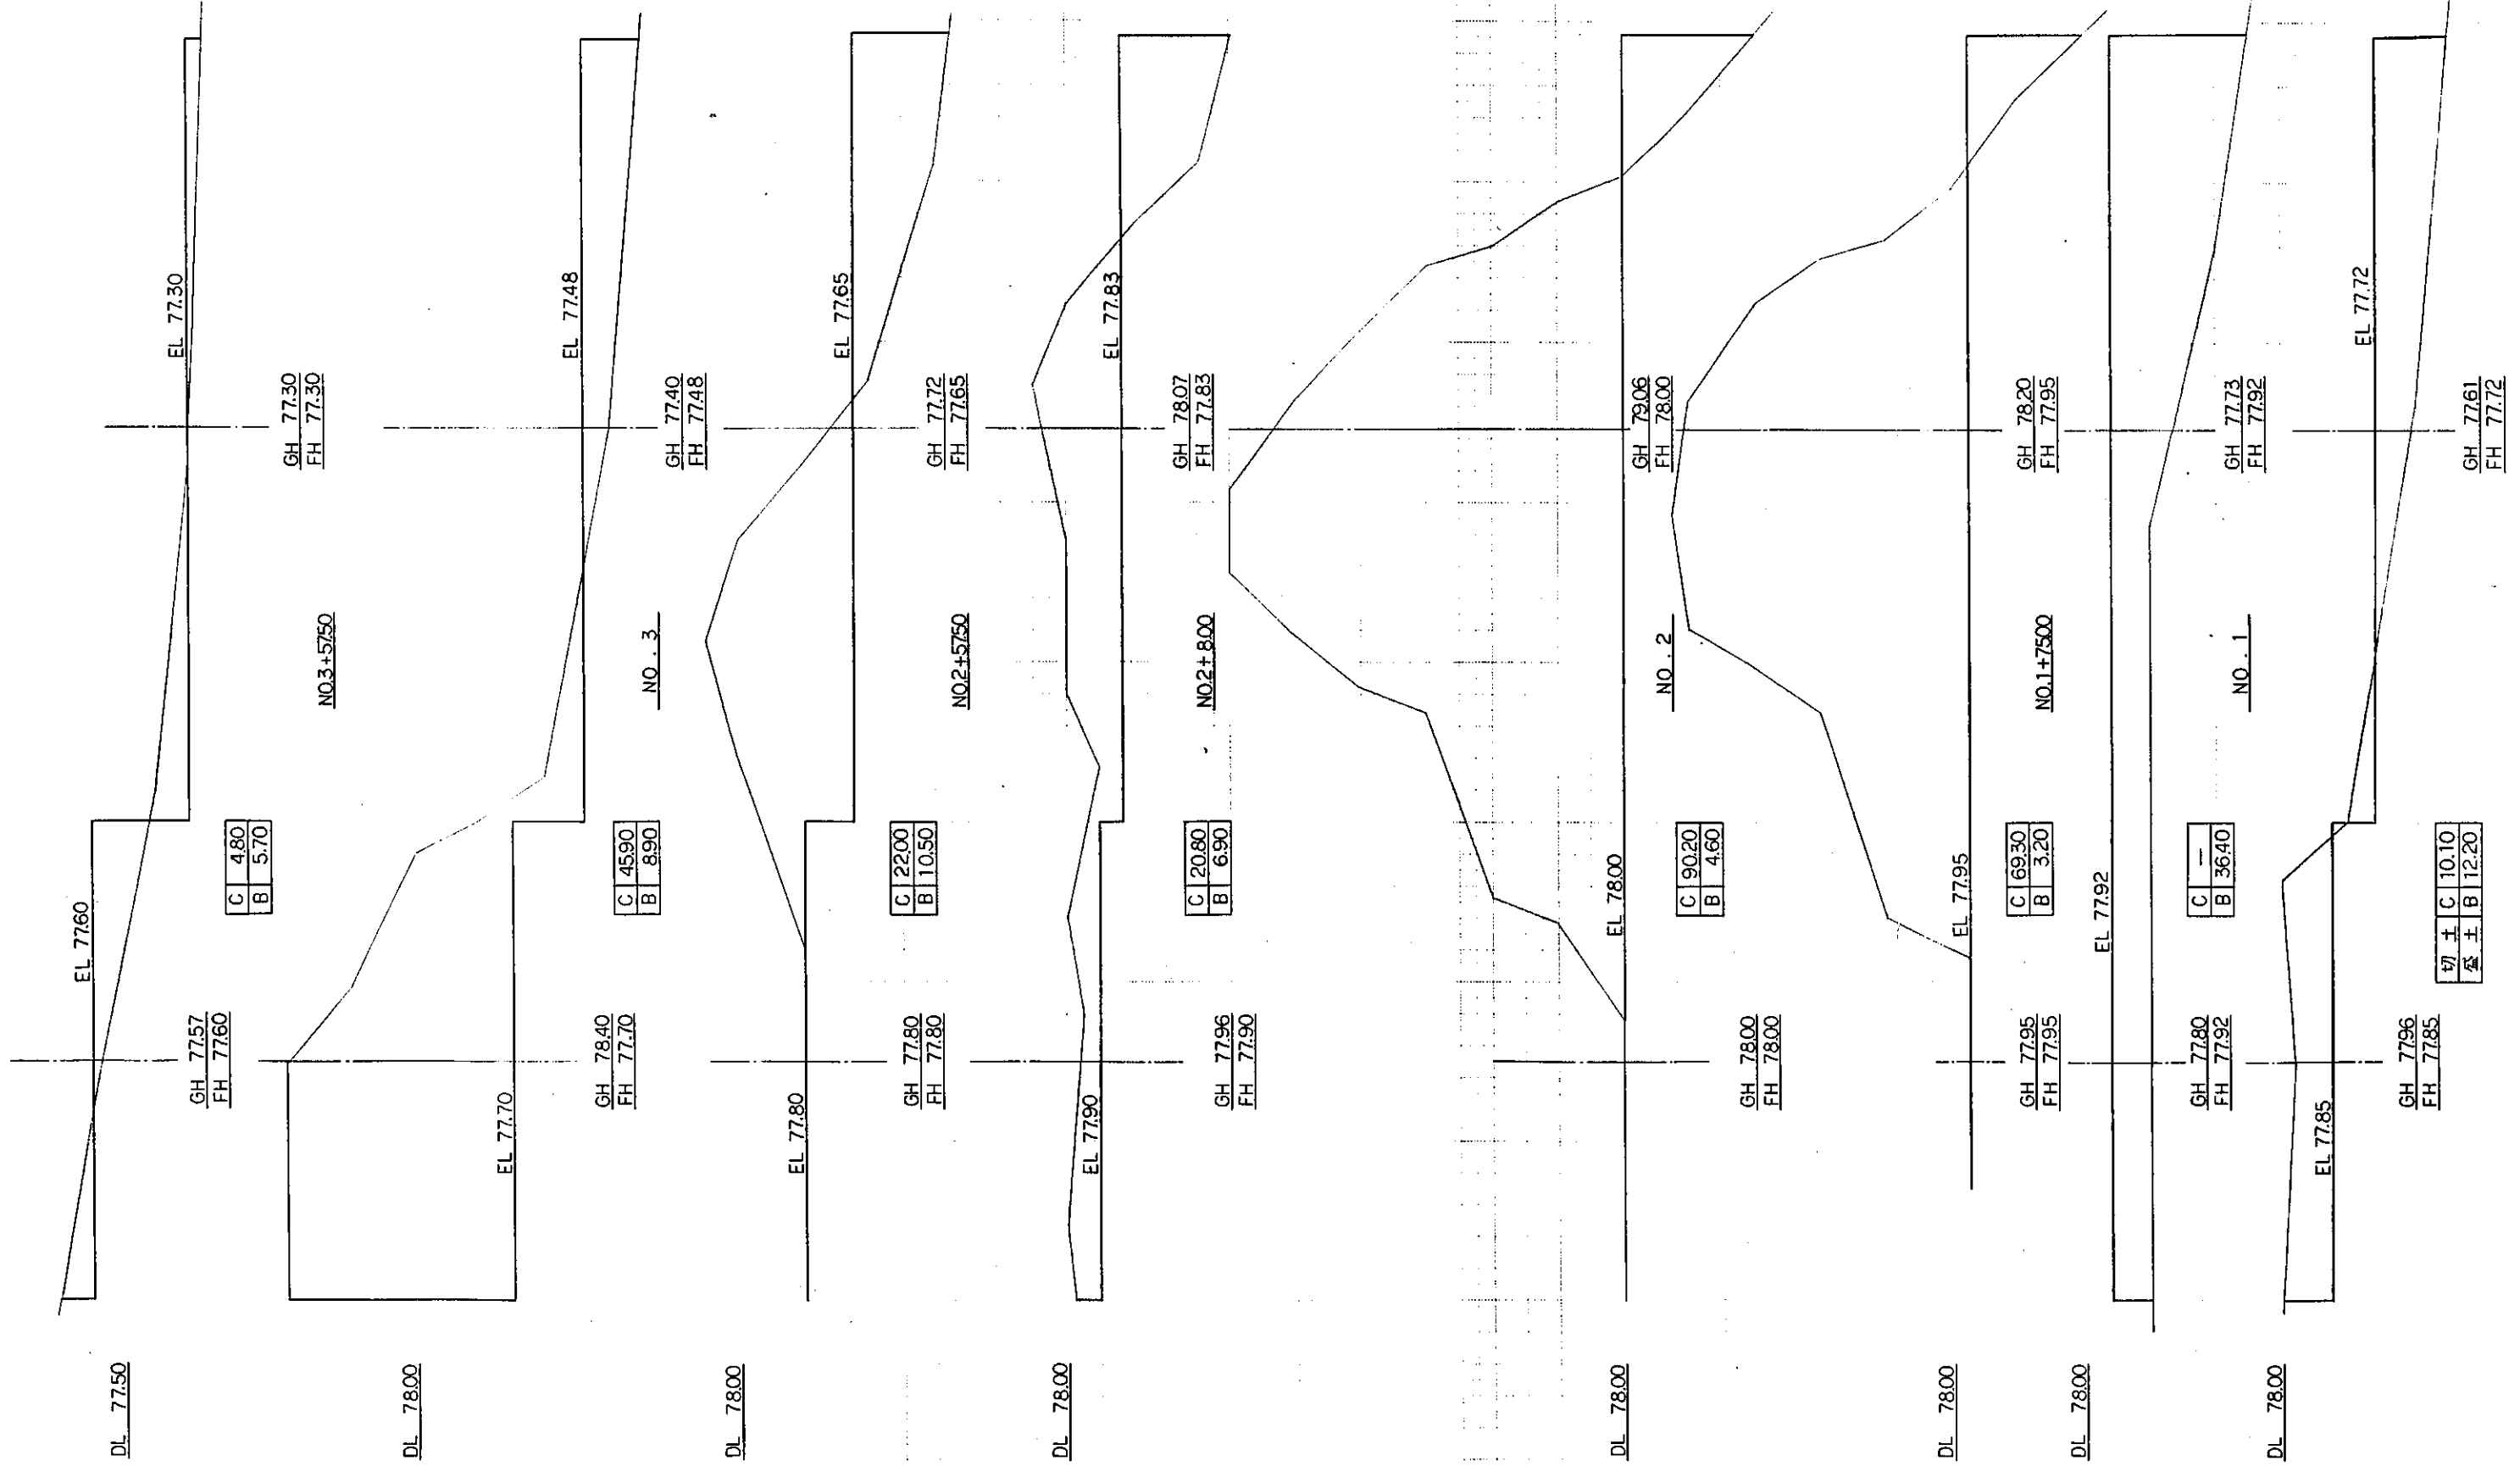 DL 77.50
EL 77.60
EL 77.30
GH 77.57
FH 77.60
C 4.80
B 5.70
GH 77.30
FH 77.30
NO.3+5.750
DL 78.00
EL 77.70
EL 77.48
GH 78.40
FH 77.70
C 45.90
B 8.90
GH 77.40
FH 77.48
NO. 3
DL 78.00
EL 77.80
EL 77.65
GH 77.80
FH 77.80
C 22.00
B 10.50
GH 77.72
FH 77.65
NO.2+5.750
DL 78.00
EL 77.90
EL 77.83
GH 77.96
FH 77.90
C 20.80
B 6.90
GH 78.07
FH 77.83
NO.2+8.00
DL 78.00
EL 78.00
GH 78.00
FH 78.00
C 90.20
B 4.60
GH 79.06
FH 78.00
NO. 2
DL 78.00
EL 77.95
GH 77.95
FH 77.95
C 69.30
B 3.20
GH 78.20
FH 77.95
NO.1+7.500
DL 78.00
EL 77.92
GH 77.80
FH 77.92
C —
B 36.40
GH 77.73
FH 77.92
NO. 1
DL 78.00
EL 77.85
EL 77.72
GH 77.96
FH 77.85
切土 C 10.10
盛土 B 12.20
GH 77.61
FH 77.72